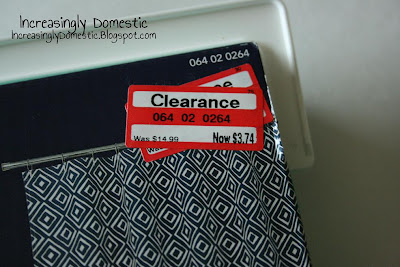 Increasingly Domestic
IncreasinglyDomestic.Blogspot.com
064 02 0264
Clearance
064 02 0264
Was $14.99 Now $3.74